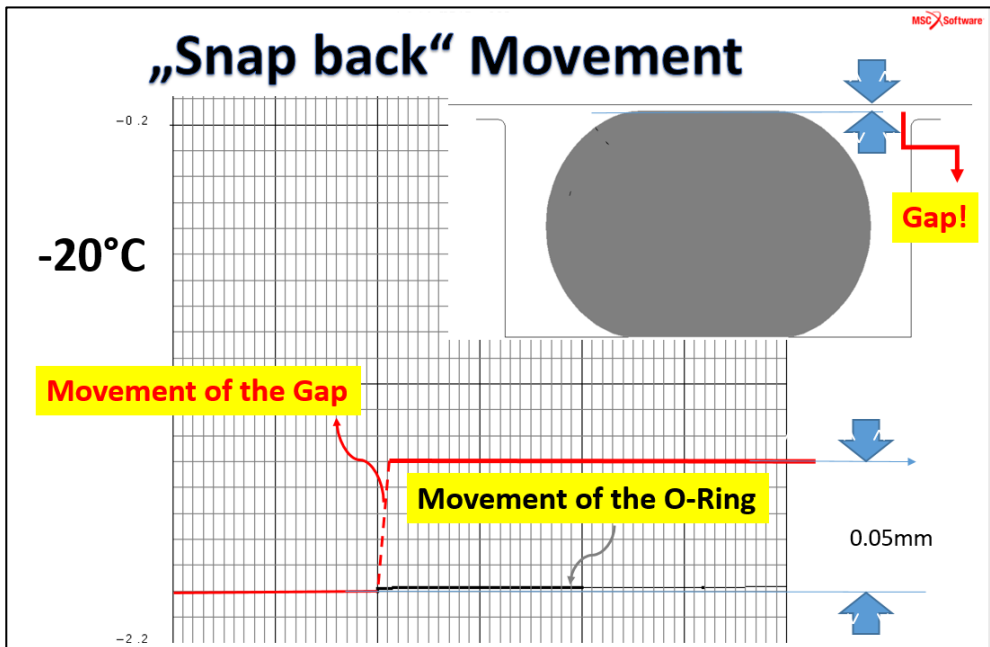 MSC Software
„Snap back“ Movement
-0.2
Gap!
-20°C
Movement of the Gap
Movement of the O-Ring
0.05mm
-2.2